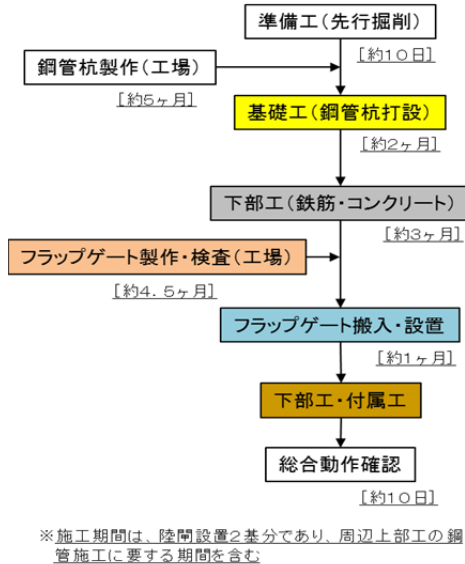 準備工（先行掘削）
[約10日]
鋼管杭製作（工場）
[約5ヶ月]
基礎工（鋼管杭打設）
[約2ヶ月]
下部工（鉄筋・コンクリート）
[約3ヶ月]
フラップゲート製作・検査（工場）
[約4．5ヶ月]
フラップゲート搬入・設置
[約1ヶ月]
下部工・付属工
総合動作確認
[約10日]
※施工期間は、陸閘設置2基分であり、周辺上部工の鋼
管施工に要する期間を含む